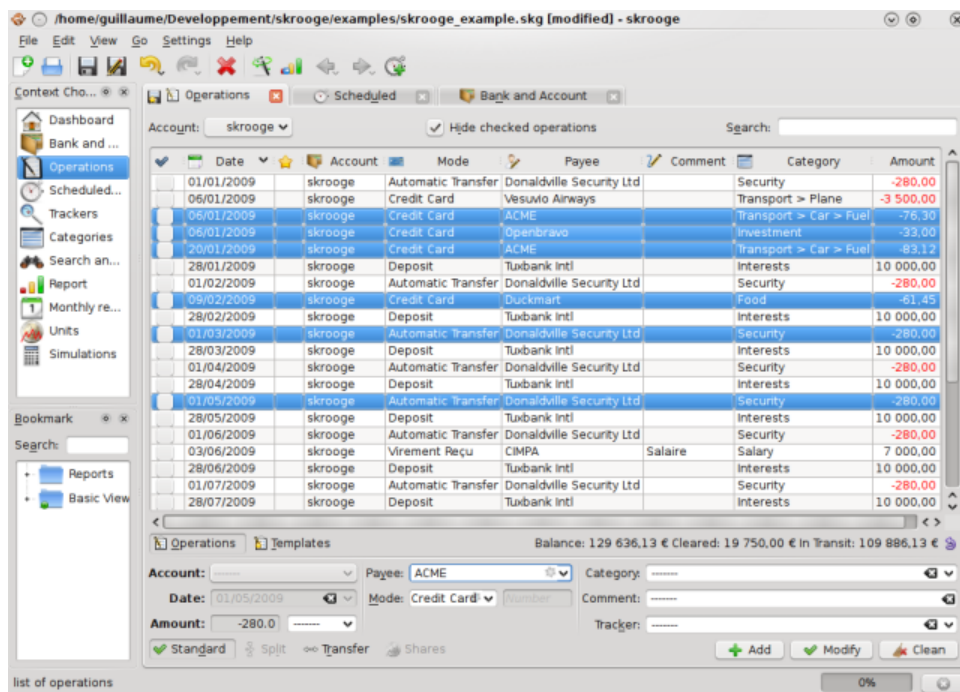 /home/guillaume/Developpement/skrooge/examples/skrooge_example.skg [modified] - skrooge
File Edit View Go Settings Help
Context Cho...
Dashboard
Bank and ...
Operations
Scheduled...
Trackers
Categories
Search an...
Report
Monthly re...
Units
Simulations
Bookmark
Search:
Reports
Basic View
Operations Scheduled Bank and Account
Account: skrooge Hide checked operations Search:
Date Account Mode Payee Comment Category Amount
01/01/2009 skrooge Automatic Transfer Donaldville Security Ltd Security -280,00
06/01/2009 skrooge Credit Card Vesuvio Airways Transport > Plane -3 500,00
06/01/2009 skrooge Credit Card ACME Transport > Car > Fuel -76,30
06/01/2009 skrooge Credit Card Openbravo Investment -33,00
20/01/2009 skrooge Credit Card ACME Transport > Car > Fuel -83,12
28/01/2009 skrooge Deposit Tuxbank Intl Interests 10 000,00
01/02/2009 skrooge Automatic Transfer Donaldville Security Ltd Security -280,00
09/02/2009 skrooge Credit Card Duckmart Food -61,45
28/02/2009 skrooge Deposit Tuxbank Intl Interests 10 000,00
01/03/2009 skrooge Automatic Transfer Donaldville Security Ltd Security -280,00
28/03/2009 skrooge Deposit Tuxbank Intl Interests 10 000,00
01/04/2009 skrooge Automatic Transfer Donaldville Security Ltd Security -280,00
28/04/2009 skrooge Deposit Tuxbank Intl Interests 10 000,00
01/05/2009 skrooge Automatic Transfer Donaldville Security Ltd Security -280,00
28/05/2009 skrooge Deposit Tuxbank Intl Interests 10 000,00
01/06/2009 skrooge Automatic Transfer Donaldville Security Ltd Security -280,00
03/06/2009 skrooge Virement Reçu CIMPA Salaire Salary 7 000,00
28/06/2009 skrooge Deposit Tuxbank Intl Interests 10 000,00
01/07/2009 skrooge Automatic Transfer Donaldville Security Ltd Security -280,00
28/07/2009 skrooge Deposit Tuxbank Intl Interests 10 000,00
Operations Templates Balance: 129 636,13 € Cleared: 19 750,00 € In Transit: 109 886,13 €
Account: ------- Payee: ACME Category: -------
Date: 01/05/2009 Mode: Credit Card Number Comment: -------
Amount: -280.0 ------- Tracker: -------
Standard Split Transfer Shares Add Modify Clean
list of operations 0%